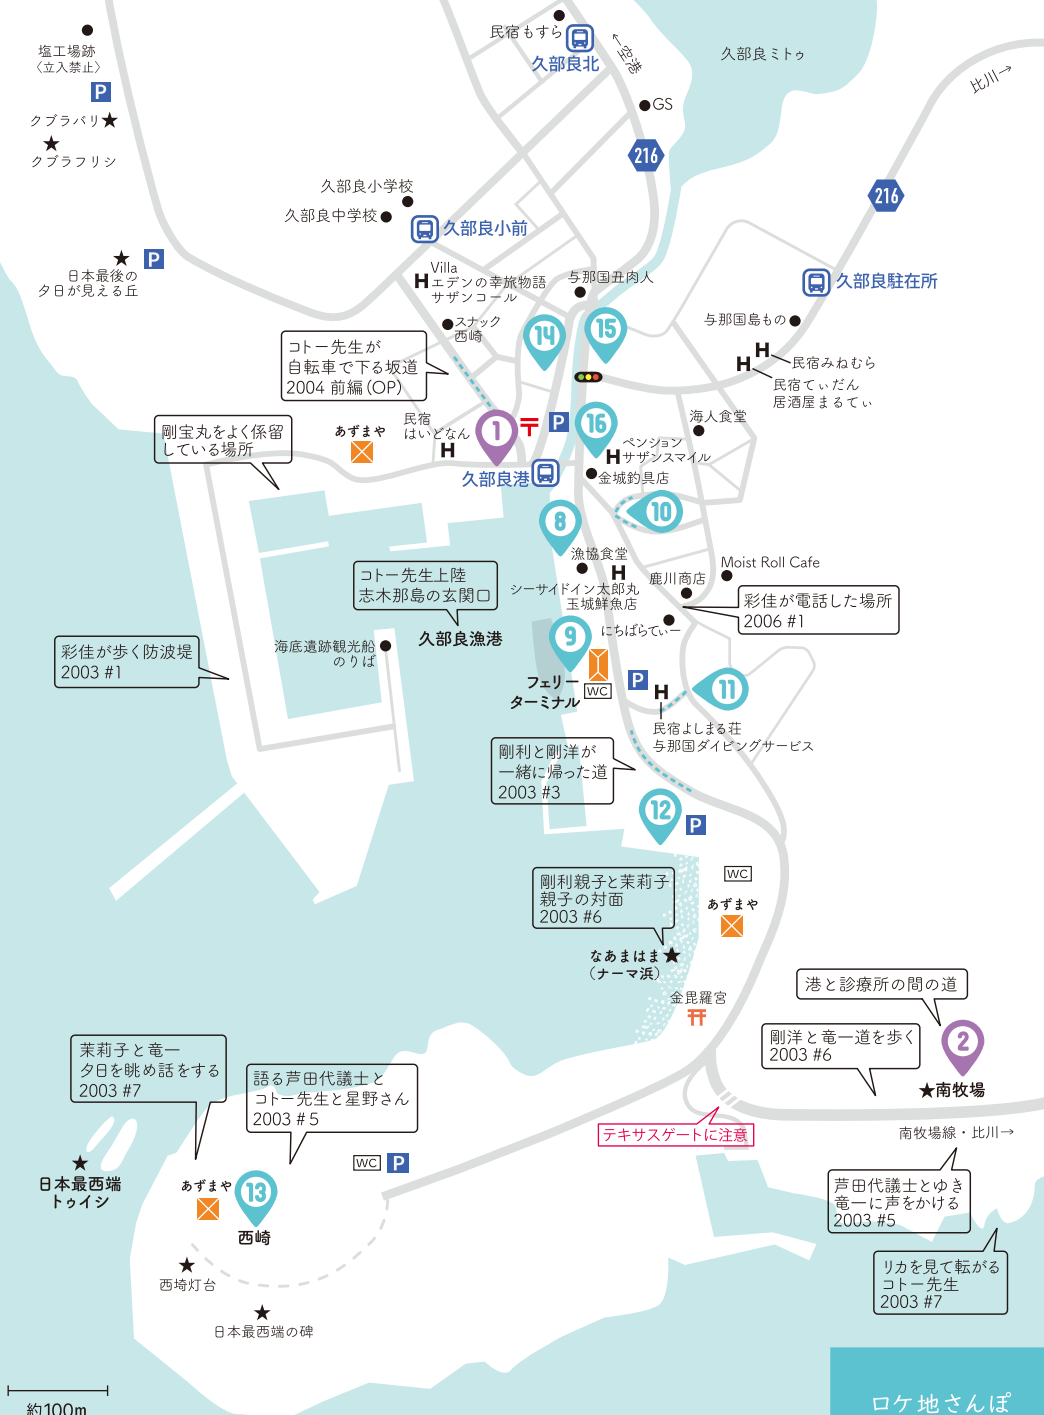 塩工場跡
〈立入禁止〉
P
クブラバリ★
★
クブラフリシ
★
P
日本最後の
夕日が見える丘
民宿もすら
久部良北
←空港
GS
216
久部良ミトゥ
比川→
216
久部良小学校
久部良中学校
久部良小前
Villa
エデンの幸旅物語
サザンコール
H
スナック
西崎
与那国丑肉人
久部良駐在所
与那国島もの
H
H
民宿みねむら
民宿てぃだん
居酒屋まるてぃ
14
15
コトー先生が
自転車で下る坂道
2004 前編(OP)
剛宝丸をよく係留
している場所
あずまや
民宿
はいどなん
H
1
〒
P
久部良港
16
ペンション
サザンスマイル
H
金城釣具店
海人食堂
8
10
漁協食堂
H
シーサイドイン太郎丸
玉城鮮魚店
鹿川商店
Moist Roll Cafe
にちばらてぃー
彩佳が電話した場所
2006 #1
コトー先生上陸
志木那島の玄関口
久部良漁港
海底遺跡観光船
のりば
彩佳が歩く防波堤
2003 #1
9
フェリー
ターミナル
WC
P
H
11
民宿よしまる荘
与那国ダイビングサービス
剛利と剛洋が
一緒に帰った道
2003 #3
12
P
WC
あずまや
剛利親子と茉莉子
親子の対面
2003 #6
なあまはま★
(ナーマ浜)
金毘羅宮
港と診療所の間の道
剛洋と竜一道を歩く
2003 #6
2
★南牧場
テキサスゲートに注意
南牧場線・比川→
茉莉子と竜一
夕日を眺め話をする
2003 #7
語る芦田代議士と
コトー先生と星野さん
2003 # 5
WC
P
★
日本最西端
トゥイシ
あずまや
13
西崎
★
西埼灯台
★
日本最西端の碑
芦田代議士とゆき
竜一に声をかける
2003 #5
リカを見て転がる
コトー先生
2003 #7
約100m
ロケ地さんぽ